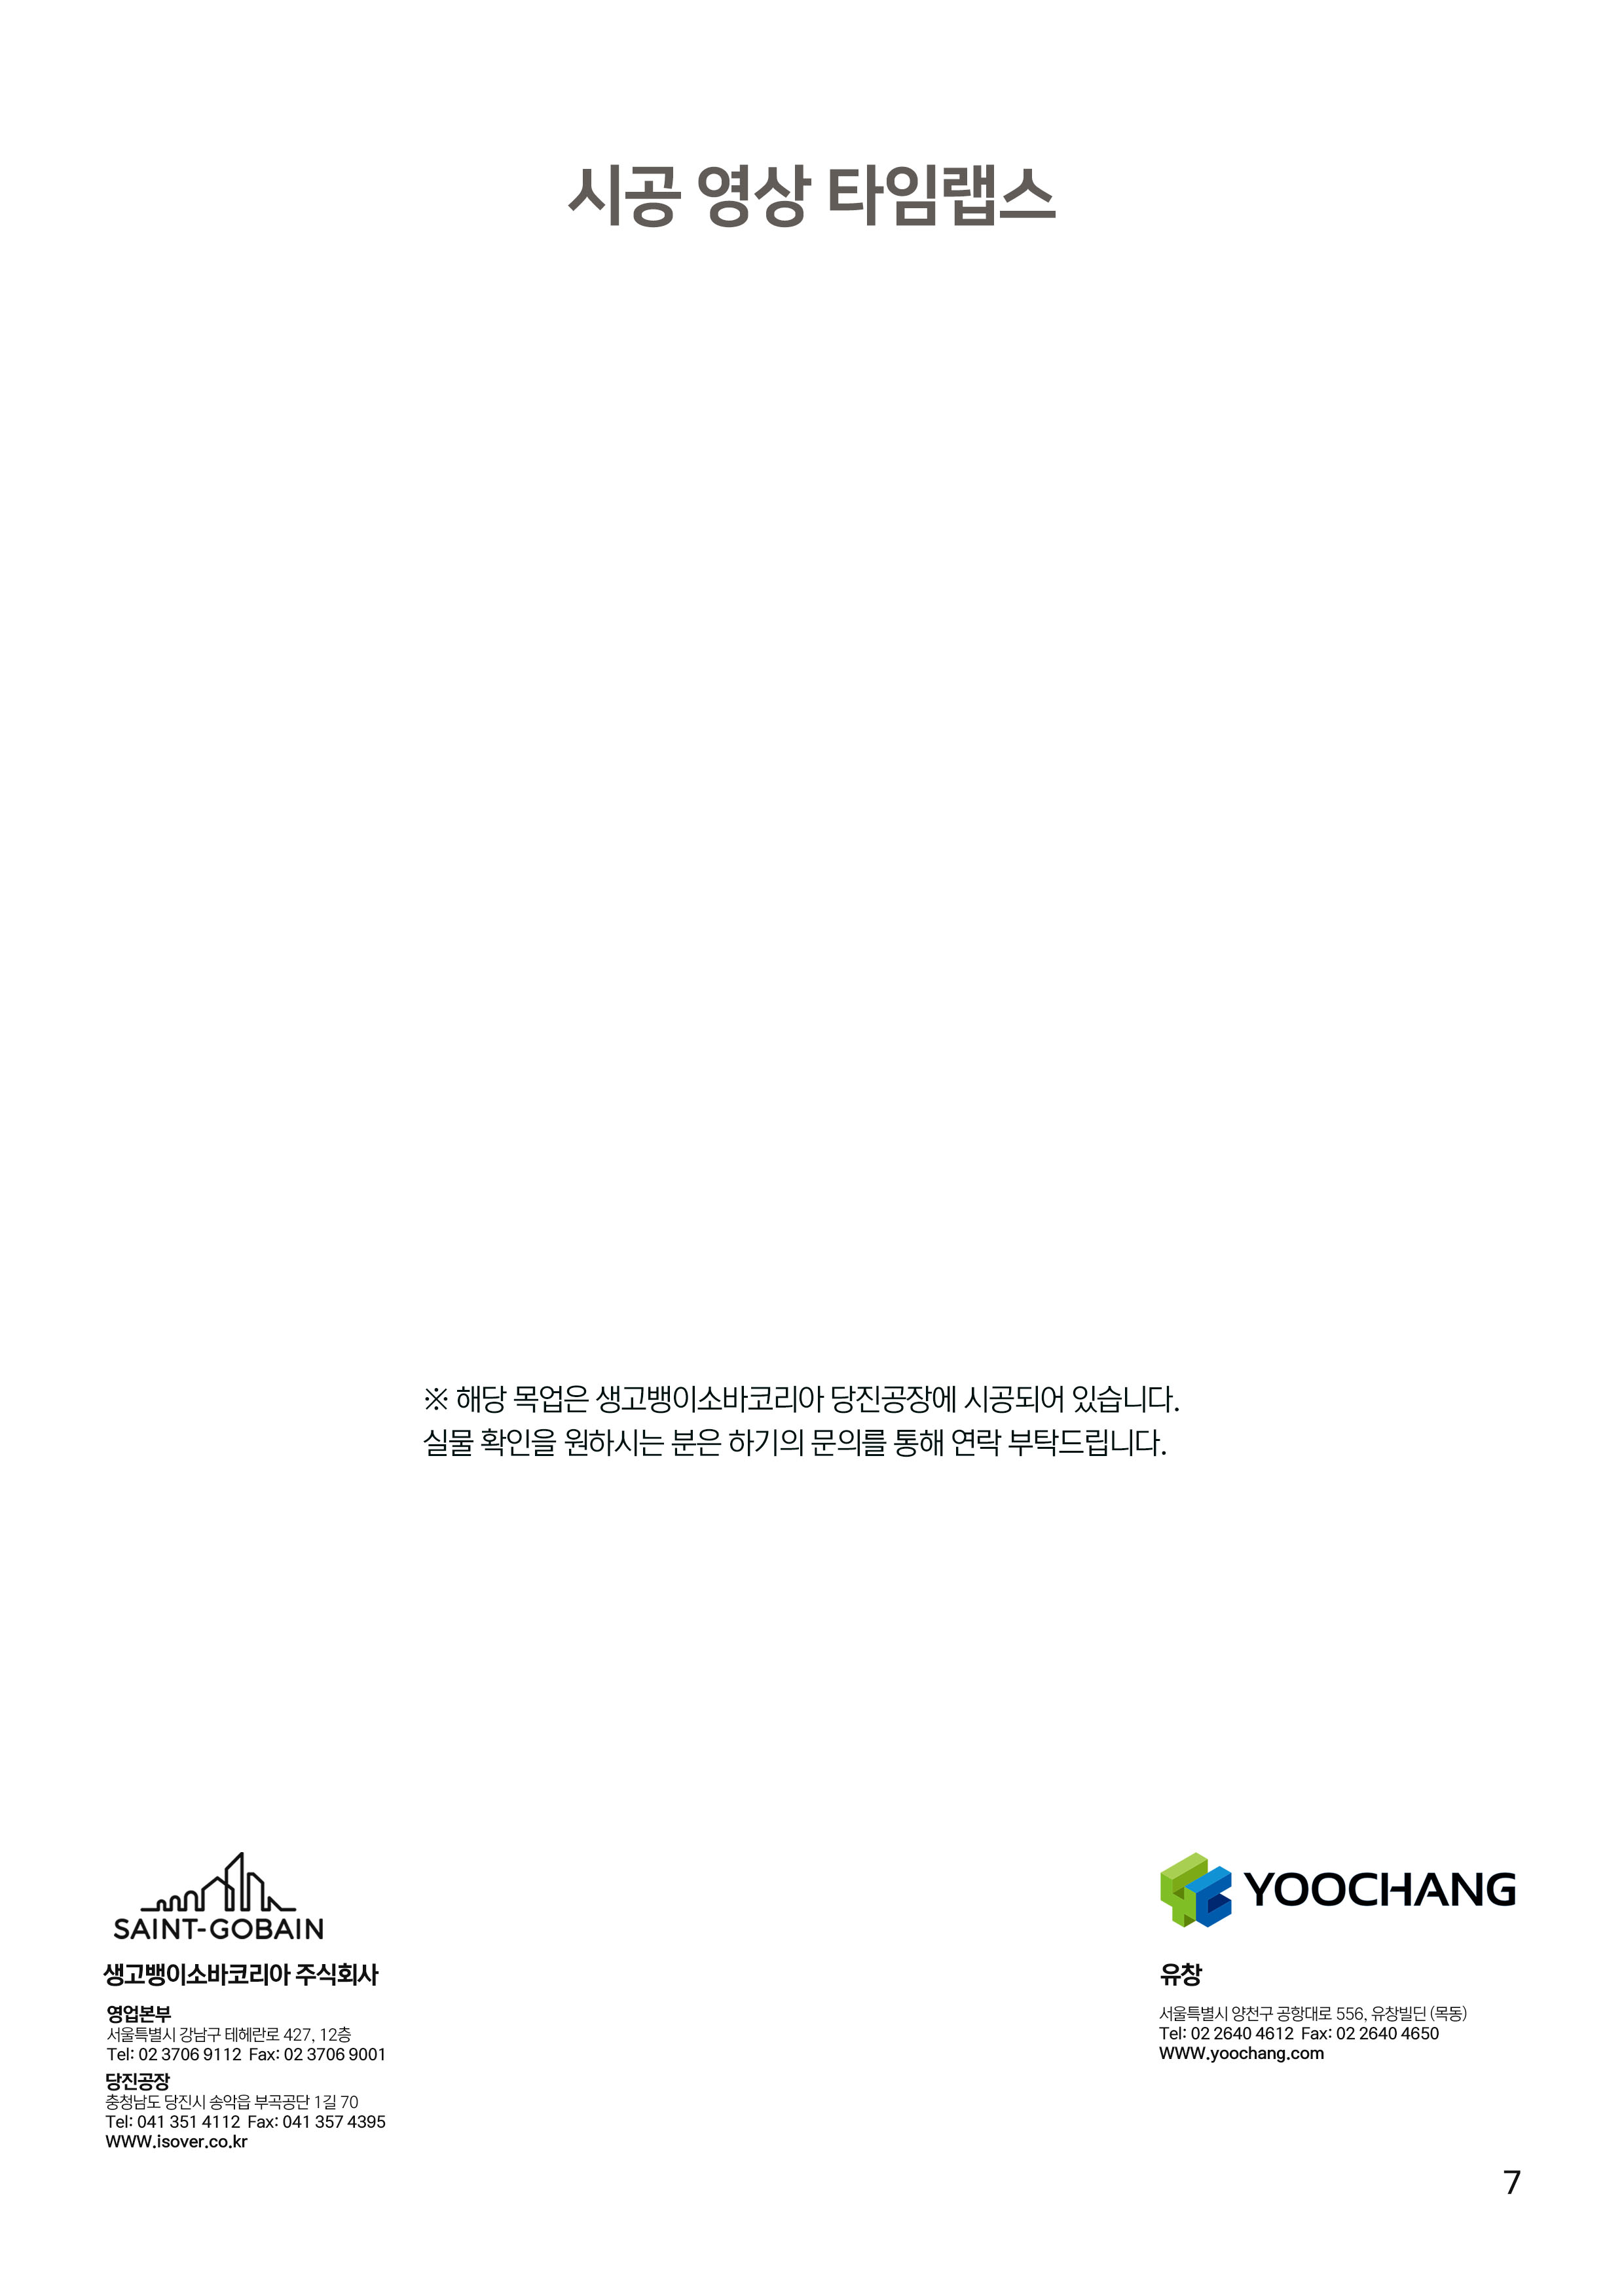 시공 영상 타임랩스
※ 해당 목업은 생고뱅이소바코리아 당진공장에 시공되어 있습니다.
실물 확인을 원하시는 분은 하기의 문의를 통해 연락 부탁드립니다.
SAINT-GOBAIN
생고뱅이소바코리아 주식회사
영업본부
서울특별시 강남구 테헤란로 427, 12층
Tel: 02 3706 9112 Fax: 02 3706 9001
당진공장
충청남도 당진시 송악읍 부곡공단 1길 70
Tel: 041 351 4112 Fax: 041 357 4395
WWW.isover.co.kr
YOOCHANG
유창
서울특별시 양천구 공항대로 556, 유창빌딘 (목동)
Tel: 02 2640 4612 Fax: 02 2640 4650
WWW.yoochang.com
7